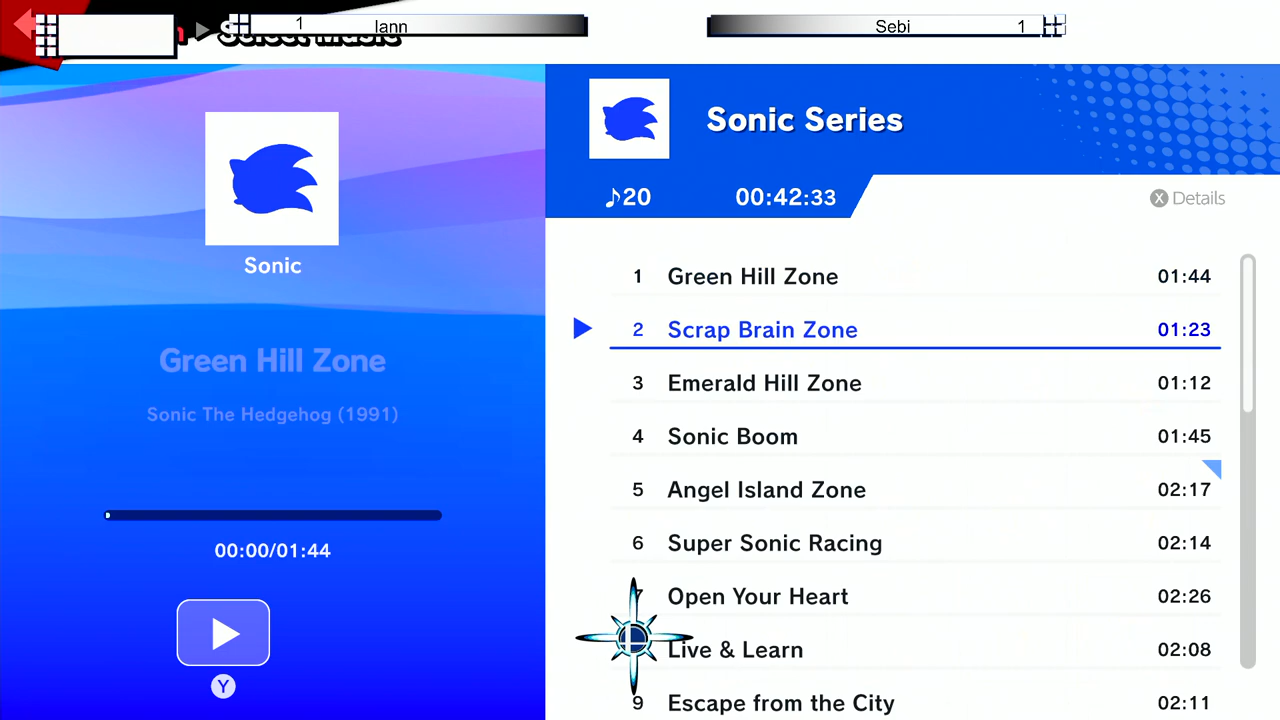 1 Iann
Sebi 1
Select Music
Sonic Series
♪20 00:42:33
X Details
Sonic
Green Hill Zone
Sonic The Hedgehog (1991)
00:00/01:44
Y
1 Green Hill Zone 01:44
2 Scrap Brain Zone 01:23
3 Emerald Hill Zone 01:12
4 Sonic Boom 01:45
5 Angel Island Zone 02:17
6 Super Sonic Racing 02:14
7 Open Your Heart 02:26
Live & Learn 02:08
9 Escape from the City 02:11